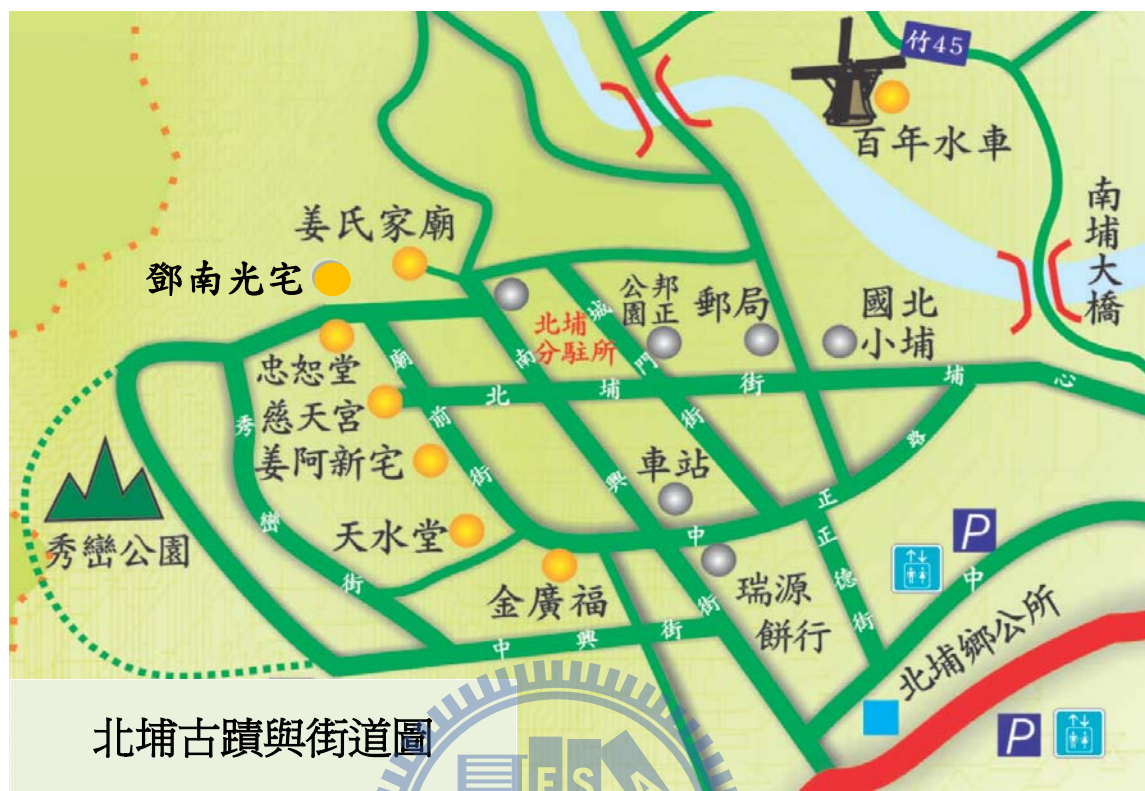 竹45
百年水車
南埔大橋
姜氏家廟
鄧南光宅
北埔
分駐所
邦正
公園
郵局
國北
小埔
忠恕堂
慈天宮
姜阿新宅
天水堂
金廣福
車站
瑞源
餅行
秀巒公園
北埔鄉公所
城門街
南興街
廟前街
北埔街
埔心
秀巒街
中正路
正德街
中興街
中
P
P
北埔古蹟與街道圖
ESA